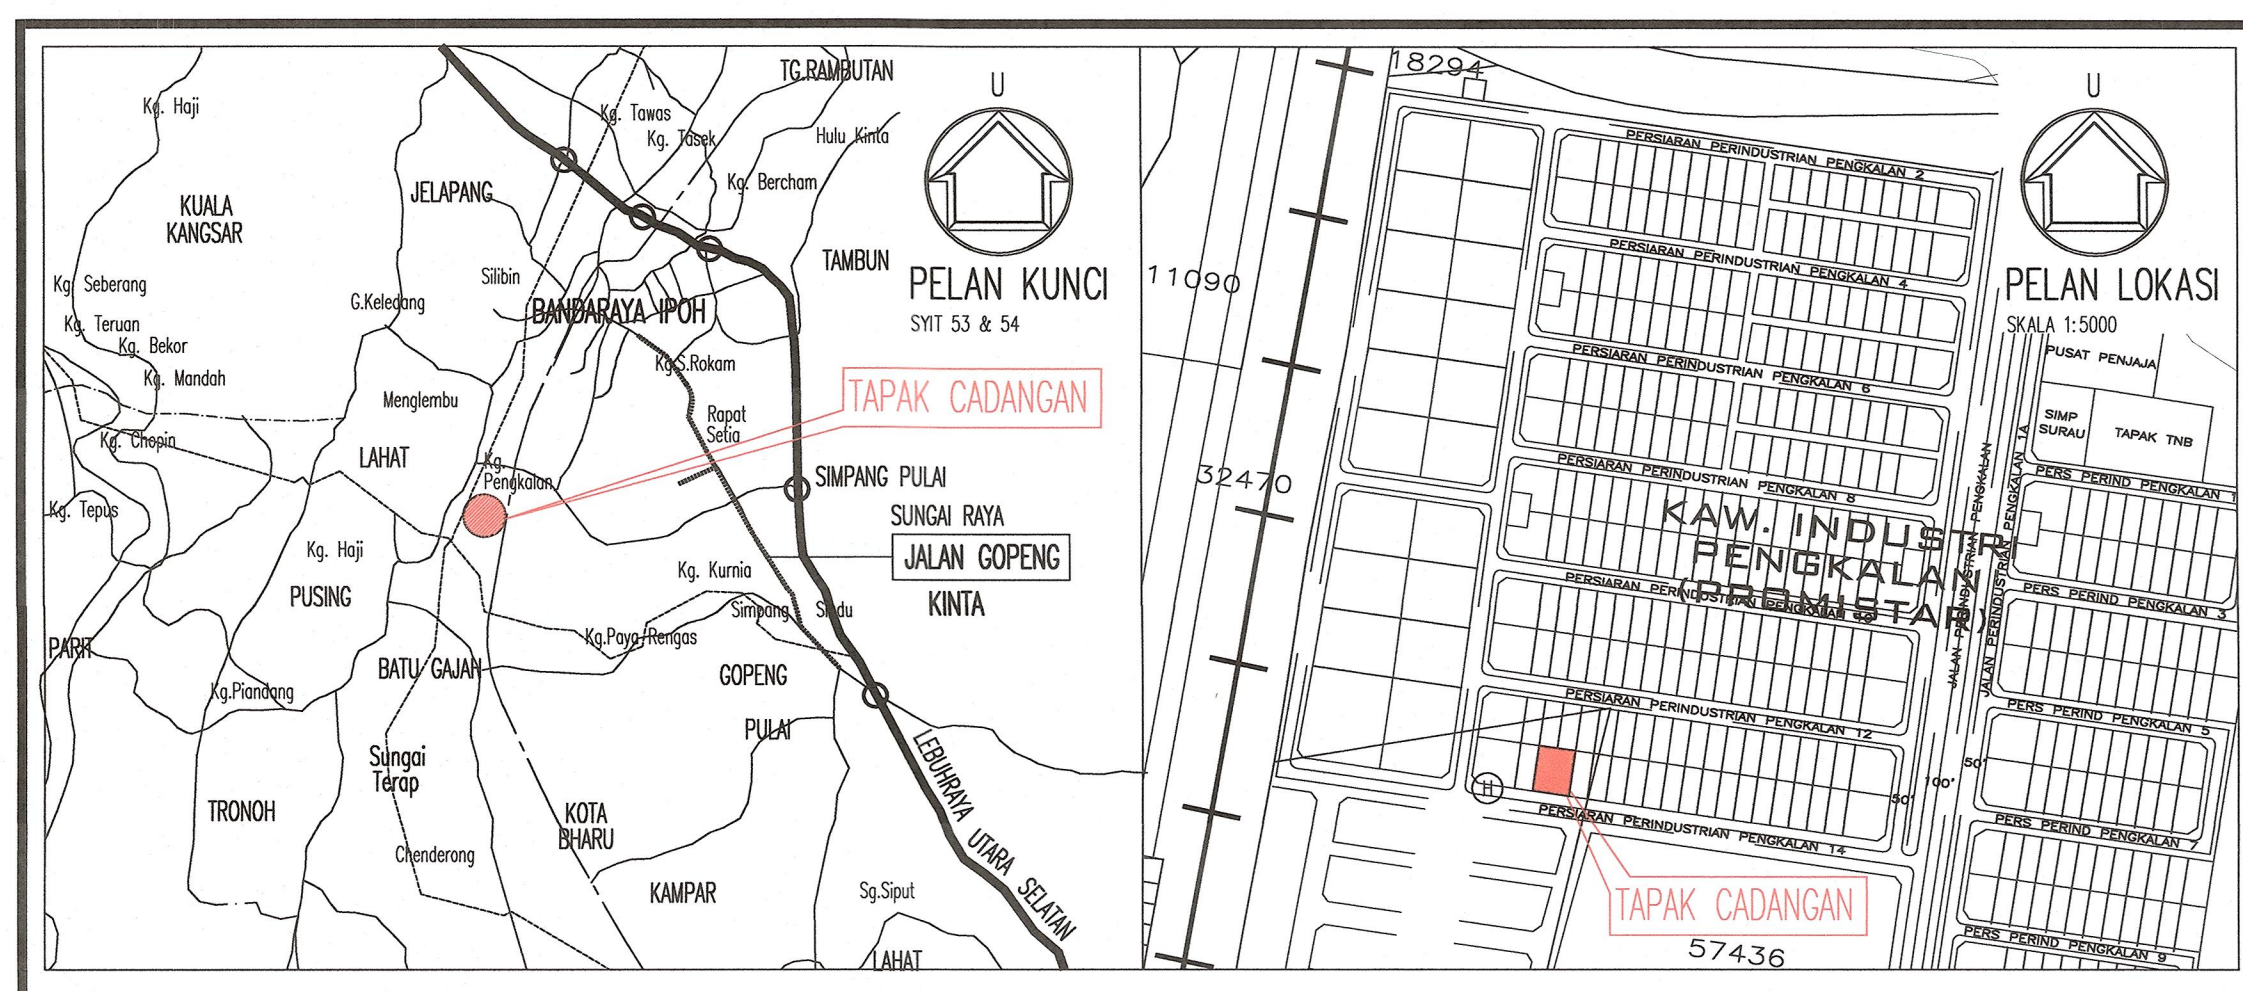 TG.RAMBUTAN
U
Kg. Haji
Kg. Tawas
Kg. Tasek
Hulu Kinta
Kg. Bercham
JELAPANG
KUALA
KANGSAR
TAMBUN
Silibin
Kg. Seberang
G.Keledang
BANDARAYA IPOH
PELAN KUNCI
SYIT 53 & 54
Kg. Teruan
Kg. Bekor
Kg. Mandah
Kg.S.Rokam
TAPAK CADANGAN
Menglembu
Rapat
Setia
Kg. Chopin
LAHAT
Kg.
Pengkalan
SIMPANG PULAI
Kg. Tepus
SUNGAI RAYA
Kg. Haji
JALAN GOPENG
Kg. Kurnia
PUSING
KINTA
Simpang
Kg.Paya Rengas
PARIT
BATU GAJAH
GOPENG
Kg.Piandang
PULAI
Sungai
Terap
LEBUHRAYA UTARA SELATAN
TRONOH
KOTA
BHARU
Chenderong
KAMPAR
Sg.Siput
LAHAT
18294
U
PERSIARAN PERINDUSTRIAN PENGKALAN 2
PERSIARAN PERINDUSTRIAN PENGKALAN 4
11090
PELAN LOKASI
SKALA 1:5000
PERSIARAN PERINDUSTRIAN PENGKALAN 6
PUSAT PENJAJA
SIMP
SURAU
TAPAK TNB
32470
PERSIARAN PERINDUSTRIAN PENGKALAN 8
PERS PERIND PENGKALAN 1
KAW. INDUSTRI
PENGKALAN
(PROMISTAR)
JALAN PERINDUSTRIAN PENGKALAN
JALAN PERINDUSTRIAN PENGKALAN 1A
PERSIARAN PERINDUSTRIAN PENGKALAN 10
PERS PERIND PENGKALAN 3
PERSIARAN PERINDUSTRIAN PENGKALAN 12
PERS PERIND PENGKALAN 5
50'
100'
50'
H
PERSIARAN PERINDUSTRIAN PENGKALAN 14
PERS PERIND PENGKALAN 7
TAPAK CADANGAN
57436
PERS PERIND PENGKALAN 9